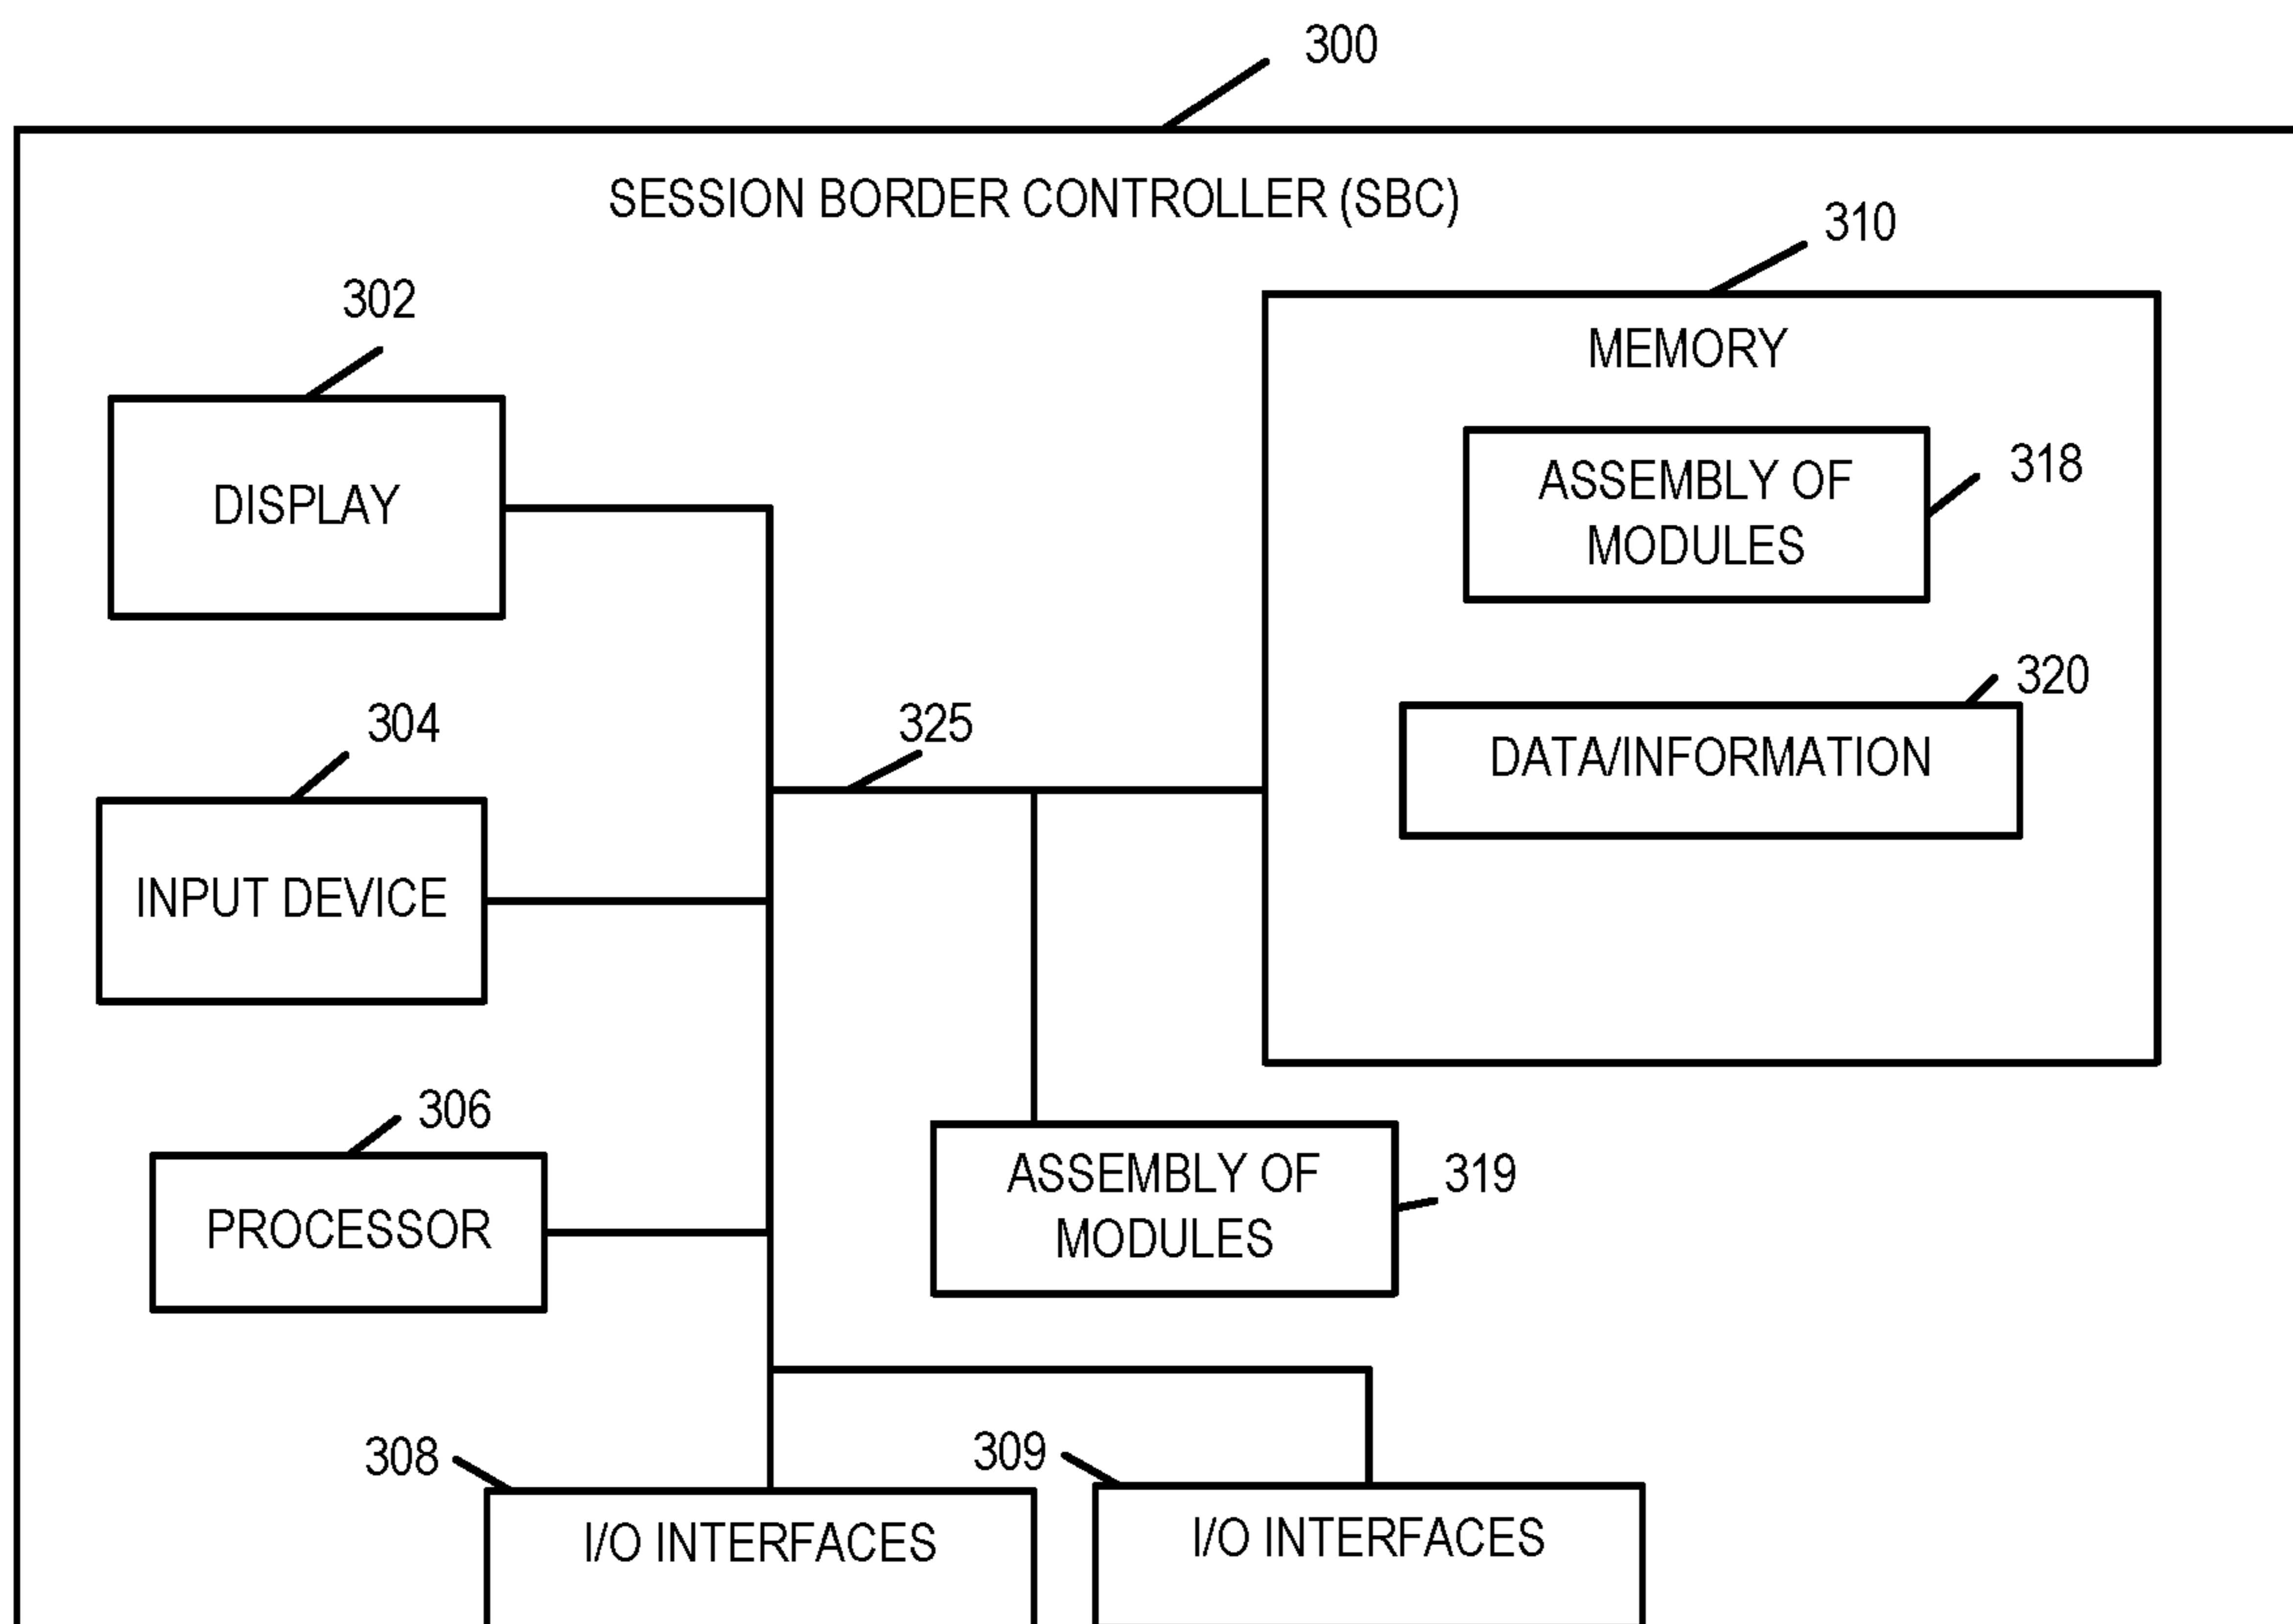 300
SESSION BORDER CONTROLLER (SBC)
310
302
MEMORY
DISPLAY
ASSEMBLY OF
MODULES
318
320
304
325
DATA/INFORMATION
INPUT DEVICE
306
PROCESSOR
ASSEMBLY OF
MODULES
319
308
309
I/O INTERFACES
I/O INTERFACES